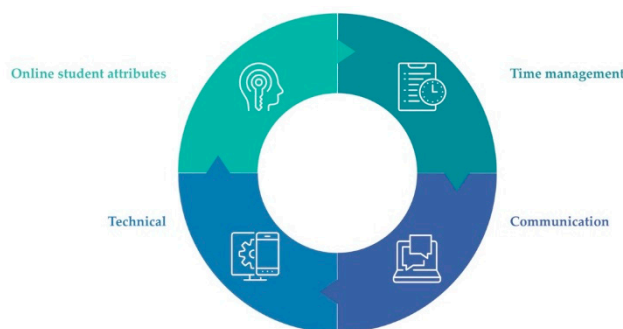 Online student attributes
Time management
Technical
Communication